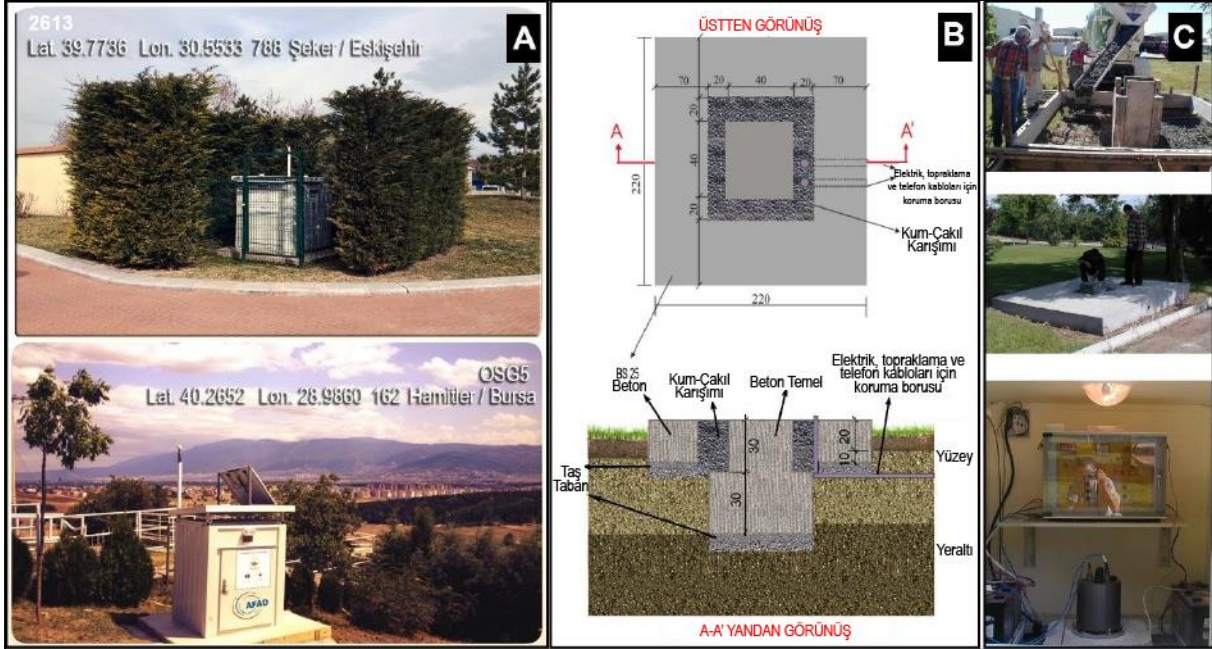 2613
Lat. 39.7736 Lon. 30.5533 788 Şeker / Eskişehir
A
OSG5
Lat. 40.2652 Lon. 28.9860 162 Hamitler / Bursa
AFAD
B
ÜSTTEN GÖRÜNÜŞ
220
70
20
40
20
70
20
40
20
A
A'
Elektrik, topraklama
ve telefon kabloları için
koruma borusu
Kum-Çakıl
Karışımı
220
BS 25
Beton
Kum-Çakıl
Karışımı
Beton Temel
Elektrik, topraklama ve
telefon kabloları için
koruma borusu
30
20
10
30
Taş
Taban
Yüzey
Yeraltı
A-A' YANDAN GÖRÜNÜŞ
C